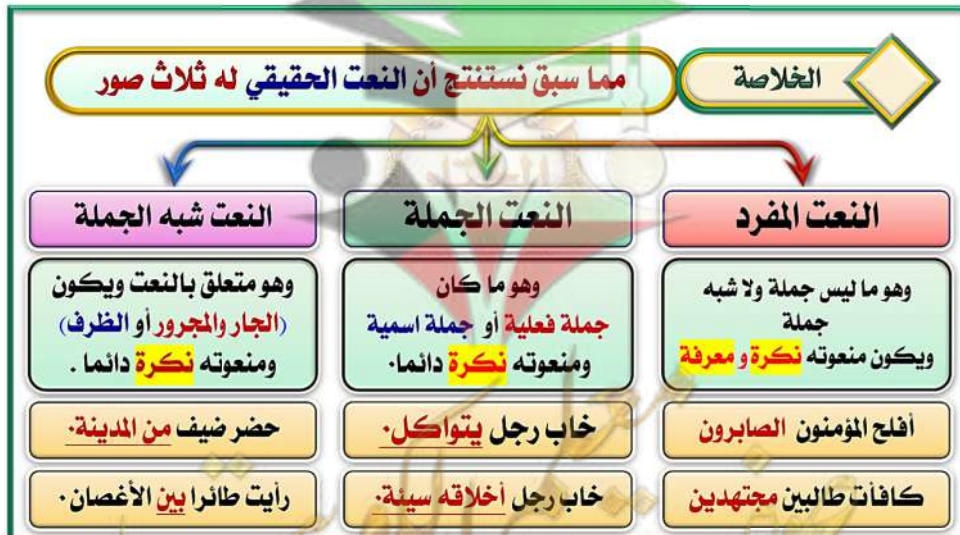 الخلاصة
مما سبق نستنتج أن النعت الحقيقي له ثلاث صور
النعت المفرد
وهو ما ليس جملة ولا شبه
جملة
ويكون منعوته نكرة و معرفة
أفلح المؤمنون الصابرون
كافأت طالبين مجتهدين
النعت الجملة
وهو ما كان
جملة فعلية أو جملة اسمية
ومنعوته نكرة دائما.
خاب رجل يتواكل.
خاب رجل أخلاقه سيئة.
النعت شبه الجملة
وهو متعلق بالنعت ويكون
(الجار والمجرور أو الظرف)
ومنعوته نكرة دائما .
حضر ضيف من المدينة.
رأيت طائرا بين الأغصان.